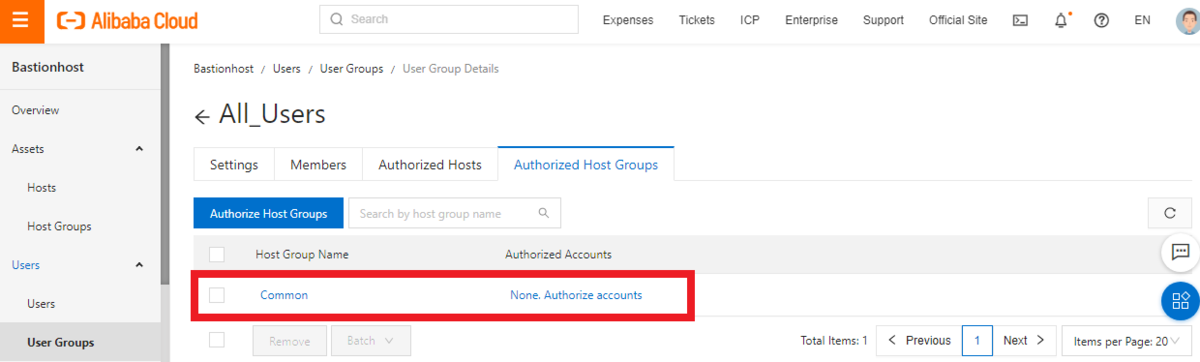 Alibaba Cloud Search Expenses Tickets ICP Enterprise Support Official Site EN
Bastionhost
Overview
Assets
Hosts
Host Groups
Users
Users
User Groups
Bastionhost / Users / User Groups / User Group Details
← All_Users
Settings Members Authorized Hosts Authorized Host Groups
Authorize Host Groups Search by host group name
Host Group Name Authorized Accounts
Common None. Authorize accounts
Remove Batch Total Items: 1 < Previous 1 Next > Items per Page: 20